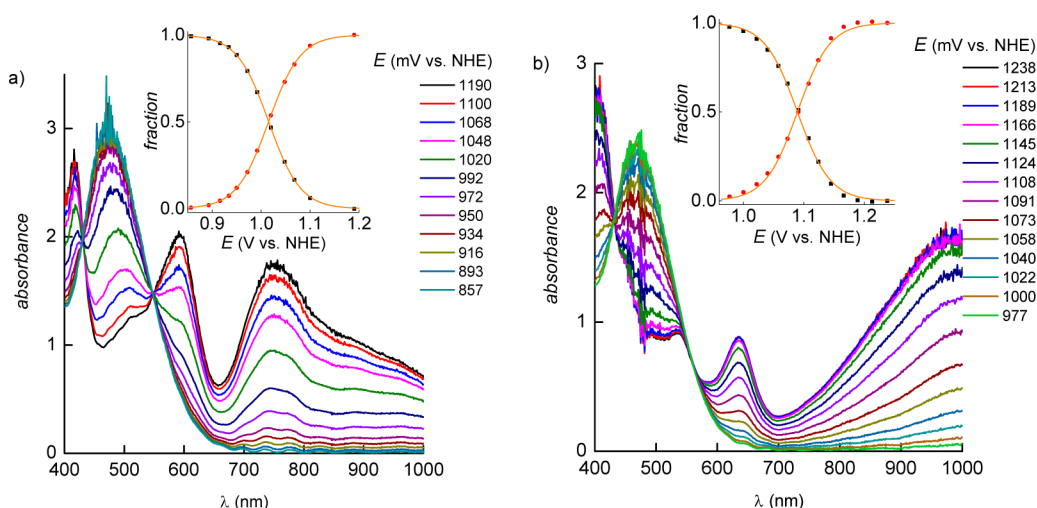 a)
absorbance
3
2
1
0
400 500 600 700 800 900 1000
λ (nm)
fraction
1.0
0.5
0.0
0.9 1.0 1.1 1.2
E (V vs. NHE)
E (mV vs. NHE)
1190
1100
1068
1048
1020
992
972
950
934
916
893
857
b)
absorbance
3
2
1
0
400 500 600 700 800 900 1000
λ (nm)
fraction
1.0
0.5
0.0
1.0 1.1 1.2
E (V vs. NHE)
E (mV vs. NHE)
1238
1213
1189
1166
1145
1124
1108
1091
1073
1058
1040
1022
1000
977